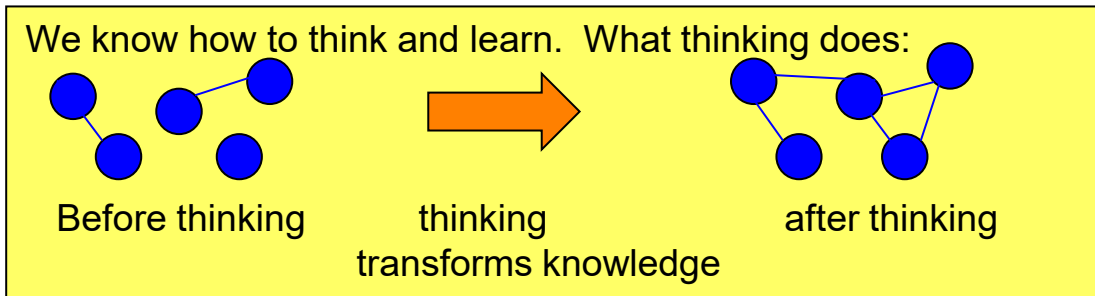 We know how to think and learn.  What thinking does:
Before thinking thinking after thinking
transforms knowledge